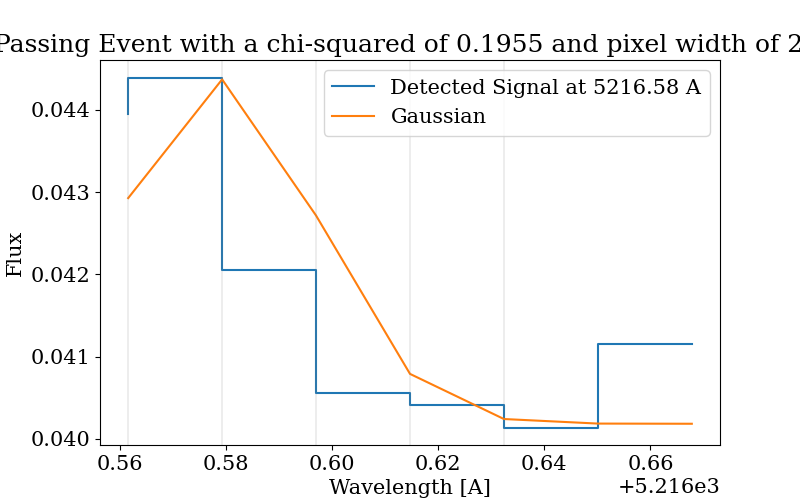 Passing Event with a chi-squared of 0.1955 and pixel width of 2
Detected Signal at 5216.58 A
Gaussian
0.044
0.043
0.042
0.041
0.040
Flux
0.56 0.58 0.60 0.62 0.64 0.66
Wavelength [A]
+5.216e3